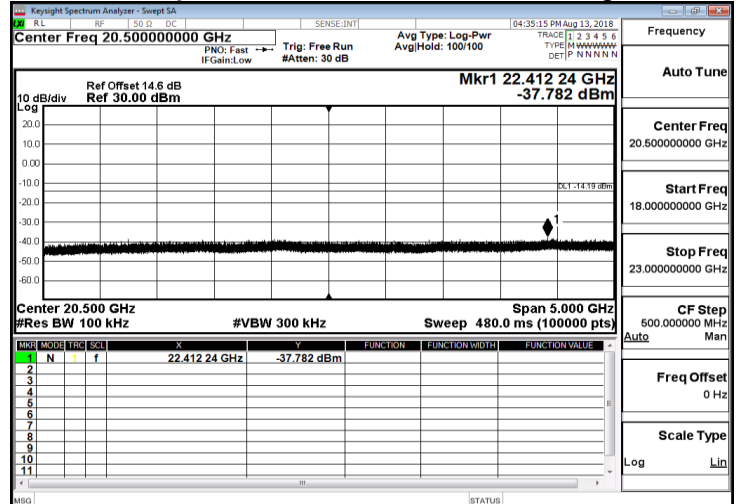 Keysight Spectrum Analyzer - Swept SA
LXI RL RF 50 Ω DC SENSE:INT 04:35:15 PM Aug 13, 2018
Center Freq 20.500000000 GHz
PNO: Fast
IFGain:Low
Trig: Free Run
#Atten: 30 dB
Avg Type: Log-Pwr
Avg|Hold: 100/100
TRACE 1 2 3 4 5 6
TYPE M WWWWW
DET P NNNNN
Frequency
Ref Offset 14.6 dB
Ref 30.00 dBm
10 dB/div
Log
Mkr1 22.412 24 GHz
-37.782 dBm
20.0
10.0
0.00
-10.0
-20.0
-30.0
-40.0
-50.0
-60.0
DL1 -14.19 dBm
1
Center 20.500 GHz
Span 5.000 GHz
#Res BW 100 kHz
#VBW 300 kHz
Sweep 480.0 ms (100000 pts)
MKR MODE TRC SCL X Y FUNCTION FUNCTION WIDTH FUNCTION VALUE
1 N 1 f 22.412 24 GHz -37.782 dBm
2
3
4
5
6
7
8
9
10
11
MSG STATUS
Auto Tune
Center Freq
20.500000000 GHz
Start Freq
18.000000000 GHz
Stop Freq
23.000000000 GHz
CF Step
500.000000 MHz
Auto Man
Freq Offset
0 Hz
Scale Type
Log Lin